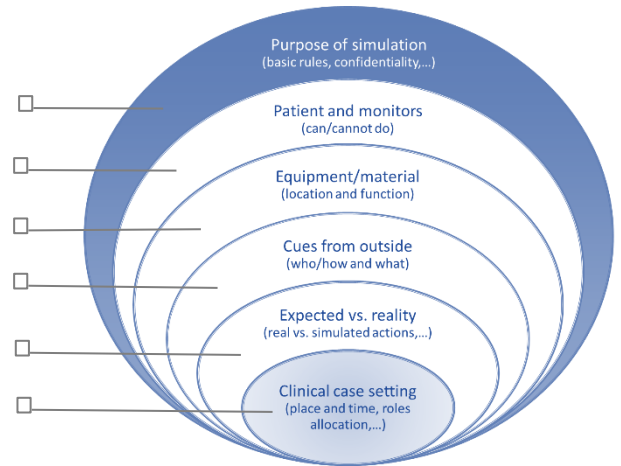 Purpose of simulation
(basic rules, confidentiality,...)
Patient and monitors
(can/cannot do)
Equipment/material
(location and function)
Cues from outside
(who/how and what)
Expected vs. reality
(real vs. simulated actions,...)
Clinical case setting
(place and time, roles
allocation,...)